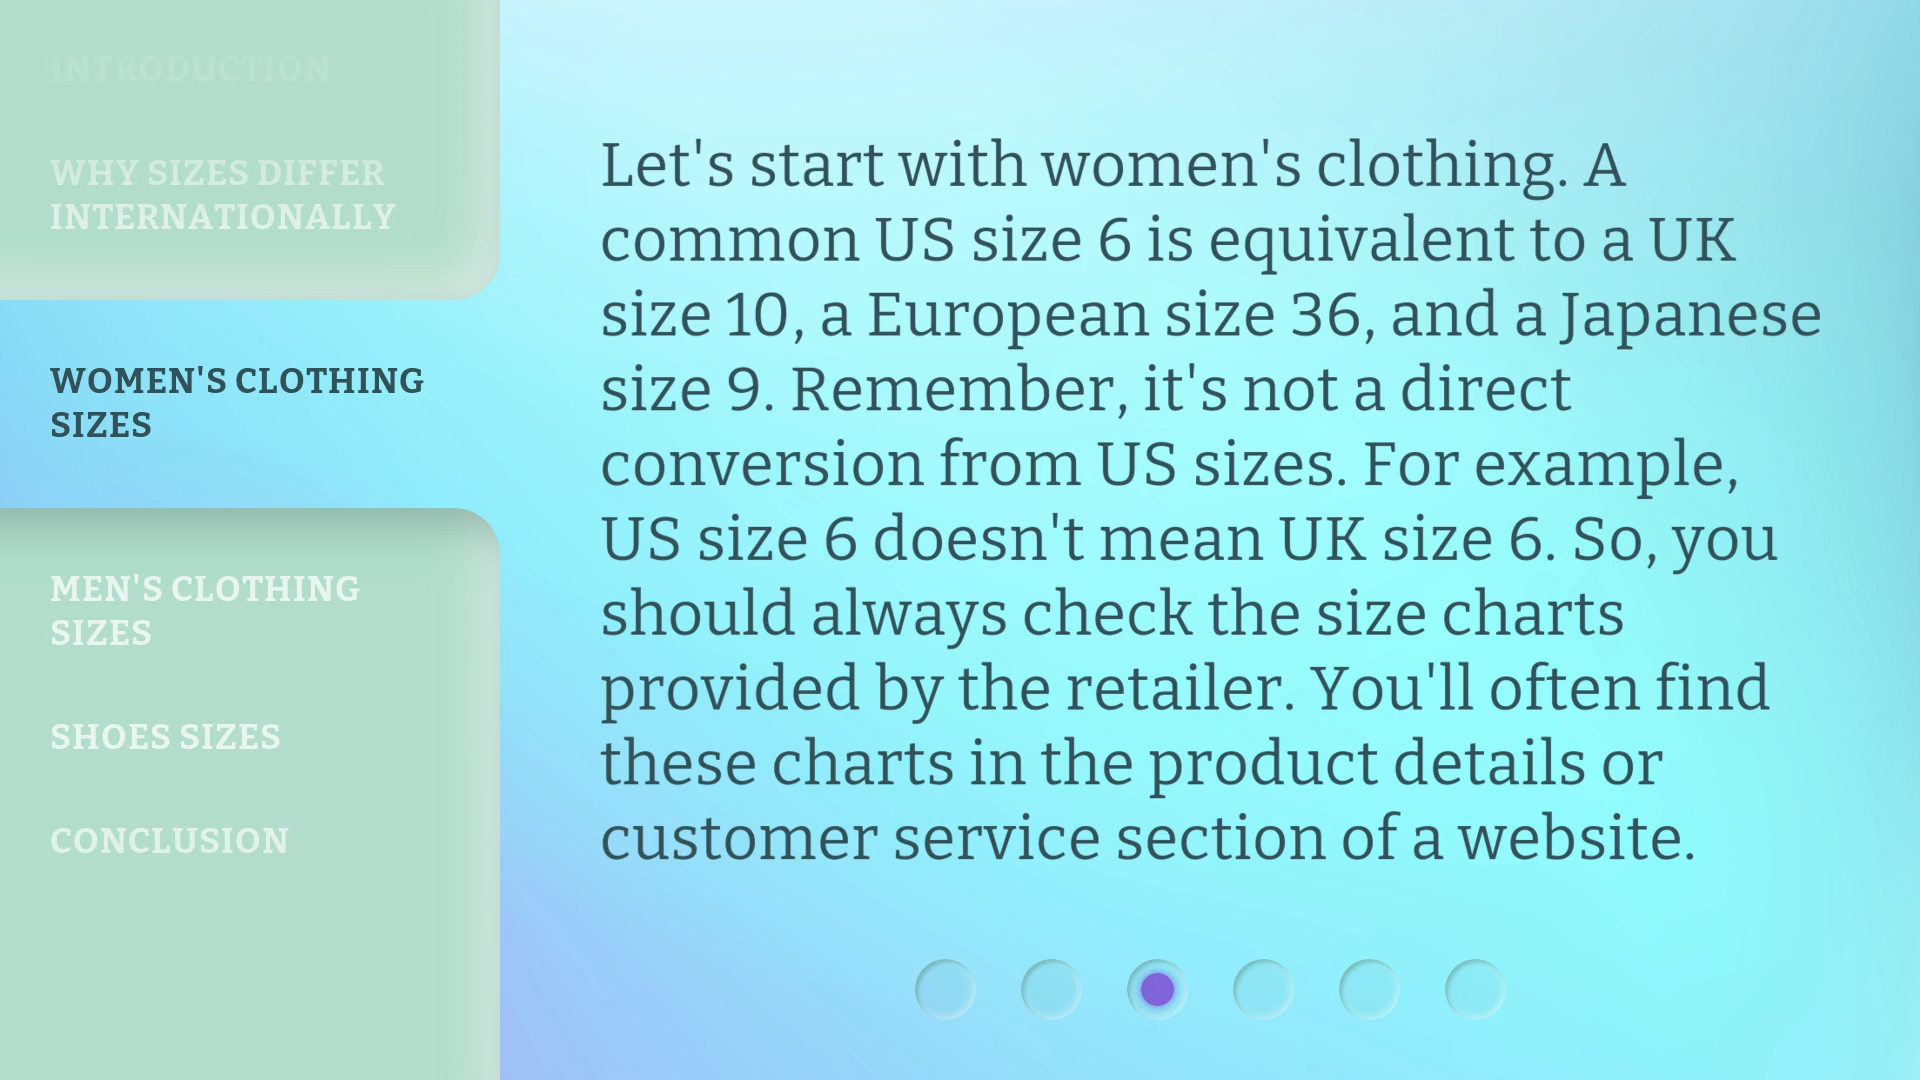 INTRODUCTION
WHY SIZES DIFFER
INTERNATIONALLY
WOMEN'S CLOTHING
SIZES
MEN'S CLOTHING
SIZES
SHOES SIZES
CONCLUSION
Let's start with women's clothing. A
common US size 6 is equivalent to a UK
size 10, a European size 36, and a Japanese
size 9. Remember, it's not a direct
conversion from US sizes. For example,
US size 6 doesn't mean UK size 6. So, you
should always check the size charts
provided by the retailer. You'll often find
these charts in the product details or
customer service section of a website.